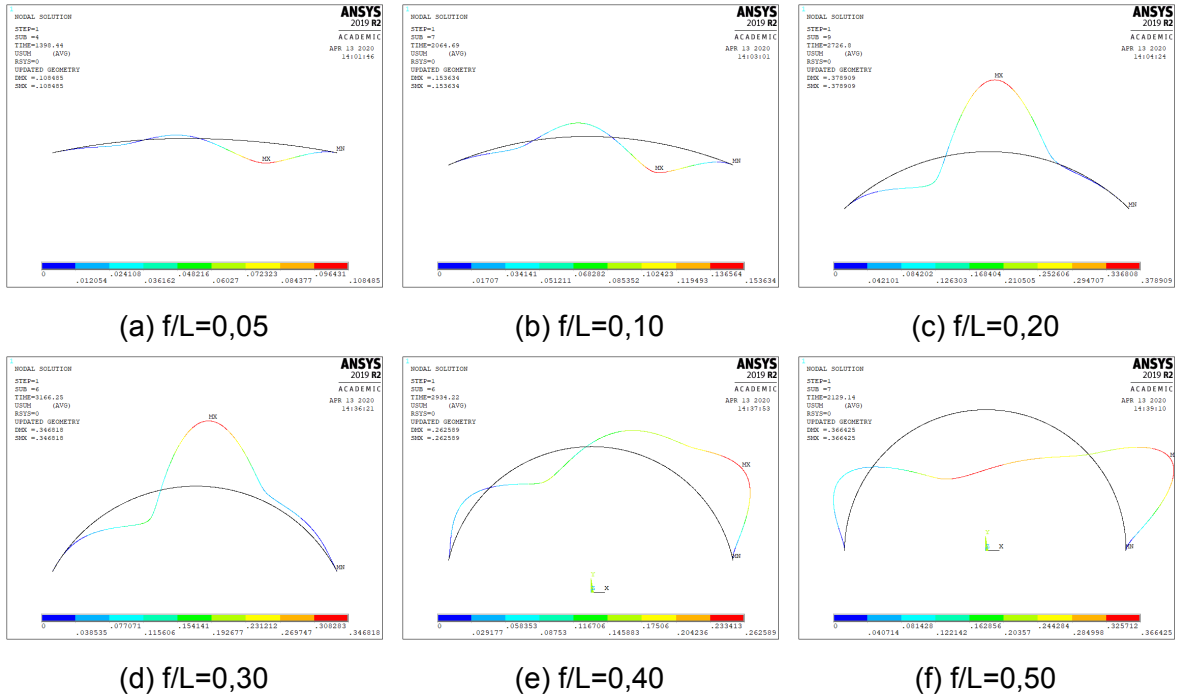 1
NODAL SOLUTION
STEP=1
SUB =4
TIME=1398.44
USUM (AVG)
RSYS=0
UPDATED GEOMETRY
DMX =.108485
SMX =.108485
ANSYS
2019 R2
ACADEMIC
APR 13 2020
14:01:46
MX
MN
0 .024108 .048216 .072323 .096431
.012054 .036162 .06027 .084377 .108485
(a) f/L=0,05
1
NODAL SOLUTION
STEP=1
SUB =7
TIME=2064.69
USUM (AVG)
RSYS=0
UPDATED GEOMETRY
DMX =.153634
SMX =.153634
ANSYS
2019 R2
ACADEMIC
APR 13 2020
14:03:01
MX
MN
0 .034141 .068282 .102423 .136564
.01707 .051211 .085352 .119493 .153634
(b) f/L=0,10
1
NODAL SOLUTION
STEP=1
SUB =9
TIME=2726.8
USUM (AVG)
RSYS=0
UPDATED GEOMETRY
DMX =.378909
SMX =.378909
ANSYS
2019 R2
ACADEMIC
APR 13 2020
14:04:24
MX
MN
0 .084202 .168404 .252606 .336808
.042101 .126303 .210505 .294707 .378909
(c) f/L=0,20
1
NODAL SOLUTION
STEP=1
SUB =6
TIME=3166.25
USUM (AVG)
RSYS=0
UPDATED GEOMETRY
DMX =.346818
SMX =.346818
ANSYS
2019 R2
ACADEMIC
APR 13 2020
14:36:21
MX
MN
0 .077071 .154141 .231212 .308283
.038535 .115606 .192677 .269747 .346818
(d) f/L=0,30
1
NODAL SOLUTION
STEP=1
SUB =6
TIME=2934.22
USUM (AVG)
RSYS=0
UPDATED GEOMETRY
DMX =.262589
SMX =.262589
ANSYS
2019 R2
ACADEMIC
APR 13 2020
14:37:53
MX
MN
Y
Z X
0 .058353 .116706 .17506 .233413
.029177 .08753 .145883 .204236 .262589
(e) f/L=0,40
1
NODAL SOLUTION
STEP=1
SUB =7
TIME=2129.14
USUM (AVG)
RSYS=0
UPDATED GEOMETRY
DMX =.366425
SMX =.366425
ANSYS
2019 R2
ACADEMIC
APR 13 2020
14:39:10
MN
Y
Z X
0 .081428 .162856 .244284 .325712
.040714 .122142 .20357 .284998 .366425
(f) f/L=0,50